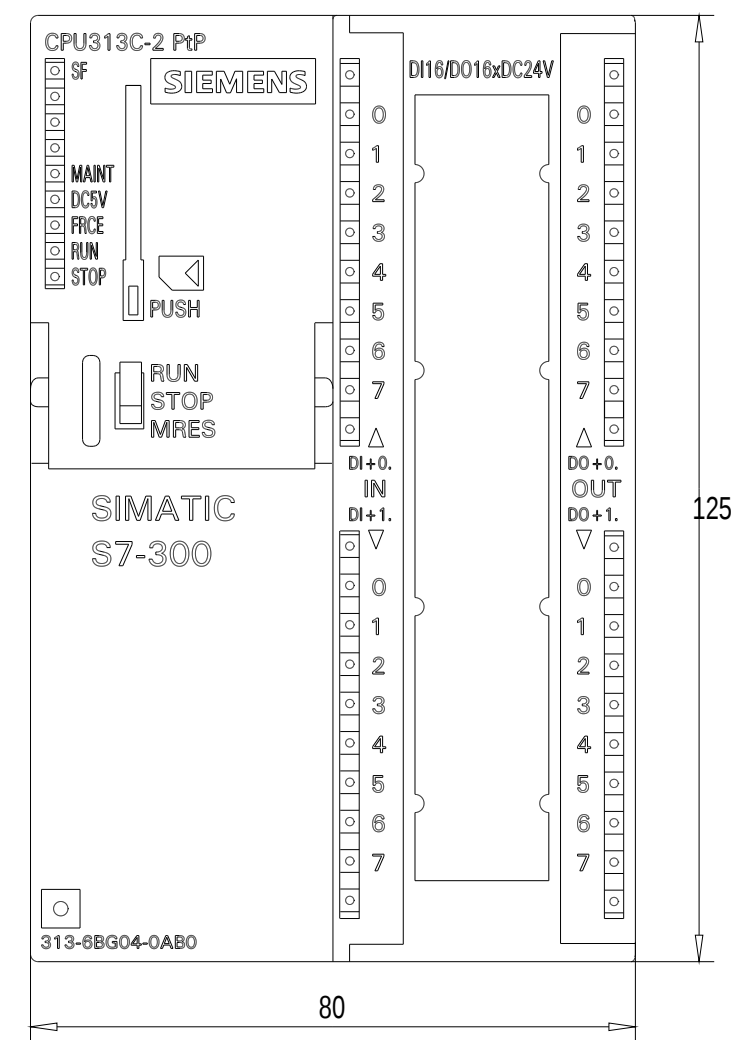 CPU313C-2 PtP
SF
SIEMENS
MAINT
DC5V
FRCE
RUN
STOP
PUSH
RUN
STOP
MRES
SIMATIC
S7-300
313-6BG04-0AB0
DI16/DO16xDC24V
0
1
2
3
4
5
6
7
DI+0.
IN
DI+1.
0
1
2
3
4
5
6
7
0
1
2
3
4
5
6
7
DO+0.
OUT
DO+1.
0
1
2
3
4
5
6
7
125
80